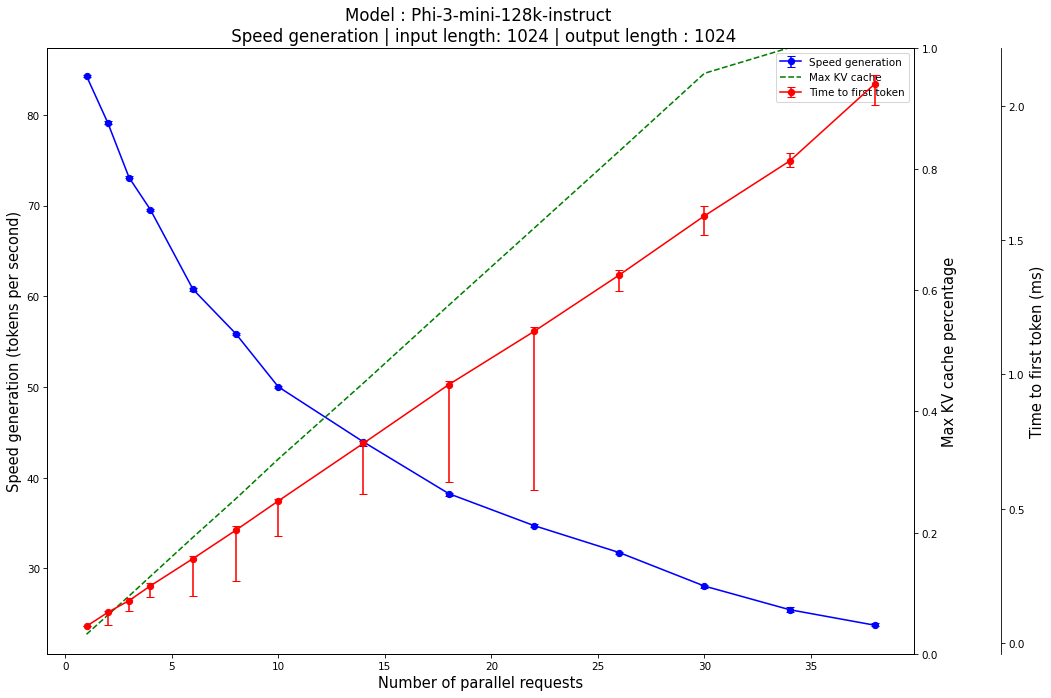 Model : Phi-3-mini-128k-instruct
Speed generation | input length: 1024 | output length : 1024
Speed generation
Max KV cache
Time to first token
Speed generation (tokens per second)
80
70
60
50
40
30
1.0
0.8
0.6
0.4
0.2
0.0
Max KV cache percentage
2.0
1.5
1.0
0.5
0.0
Time to first token (ms)
0 5 10 15 20 25 30 35
Number of parallel requests